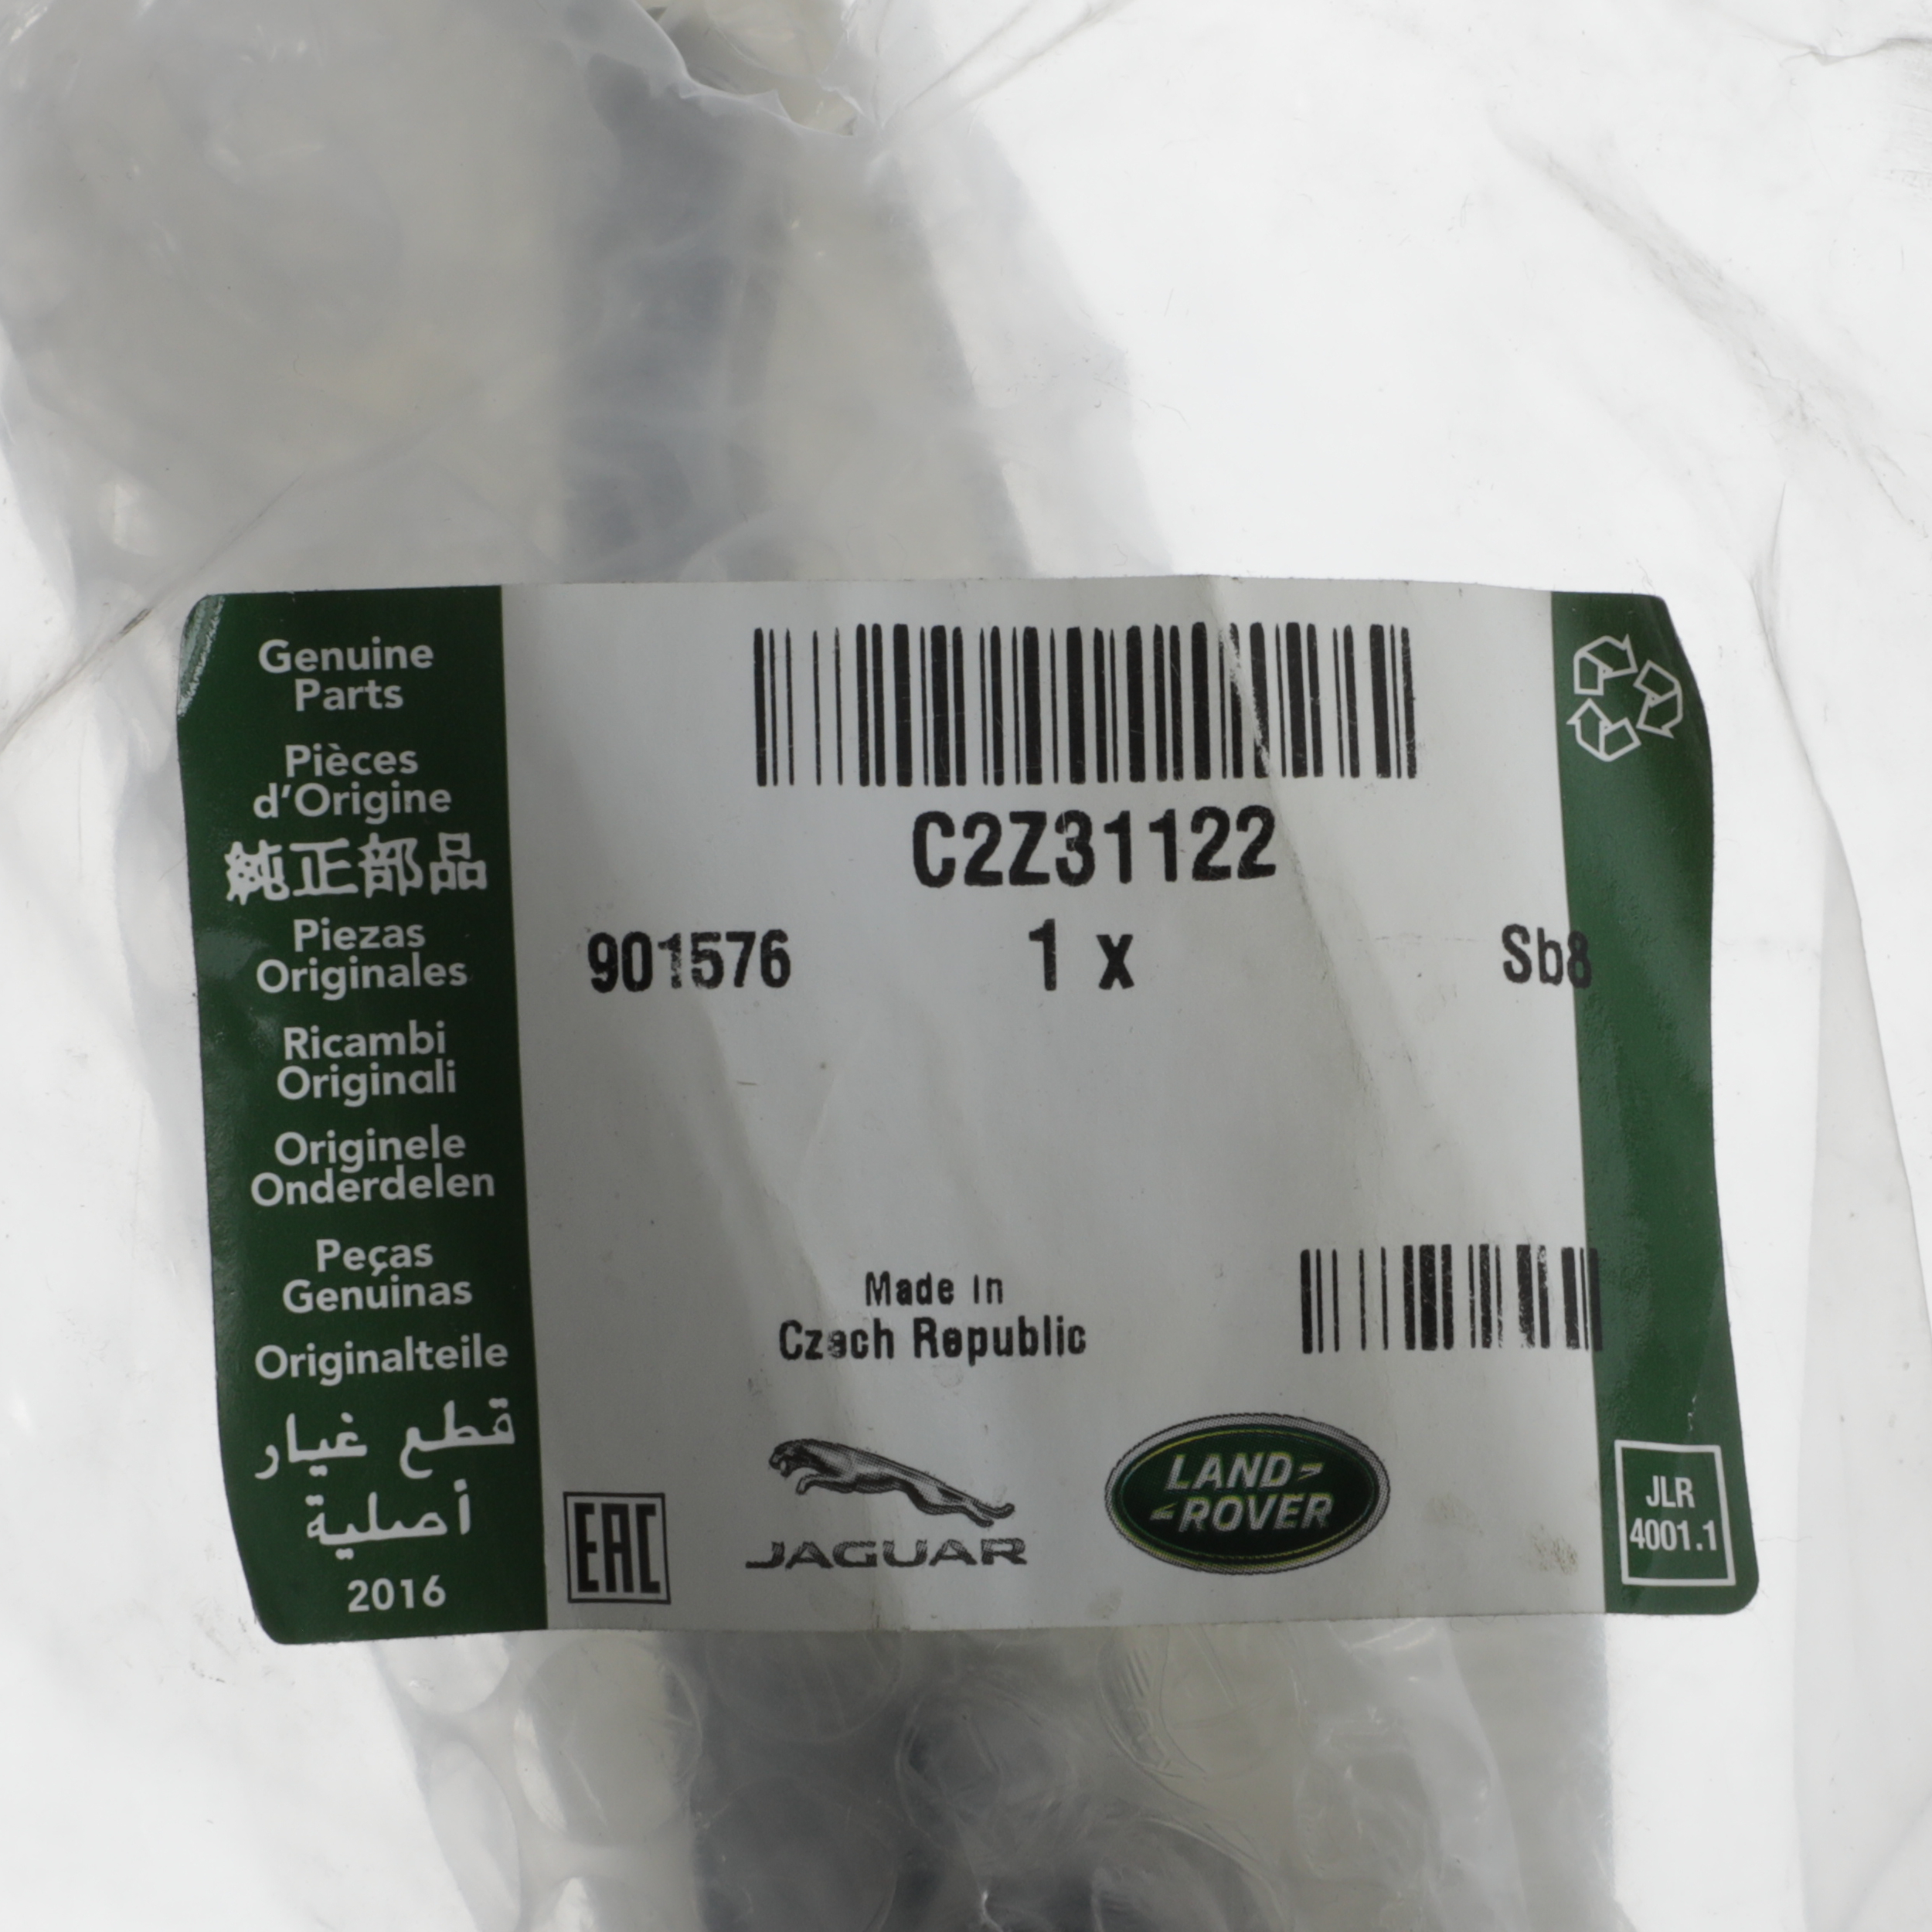 Genuine
Parts
Pièces
d'Origine
純正部品
Piezas
Originales
Ricambi
Originali
Originele
Onderdelen
Peças
Genuinas
Originalteile
قطع غيار
أصلية
2016
C2Z31122
901576 1 x Sb8
Made in
Czech Republic
EAC
JAGUAR
LAND-
-ROVER
JLR
4001.1